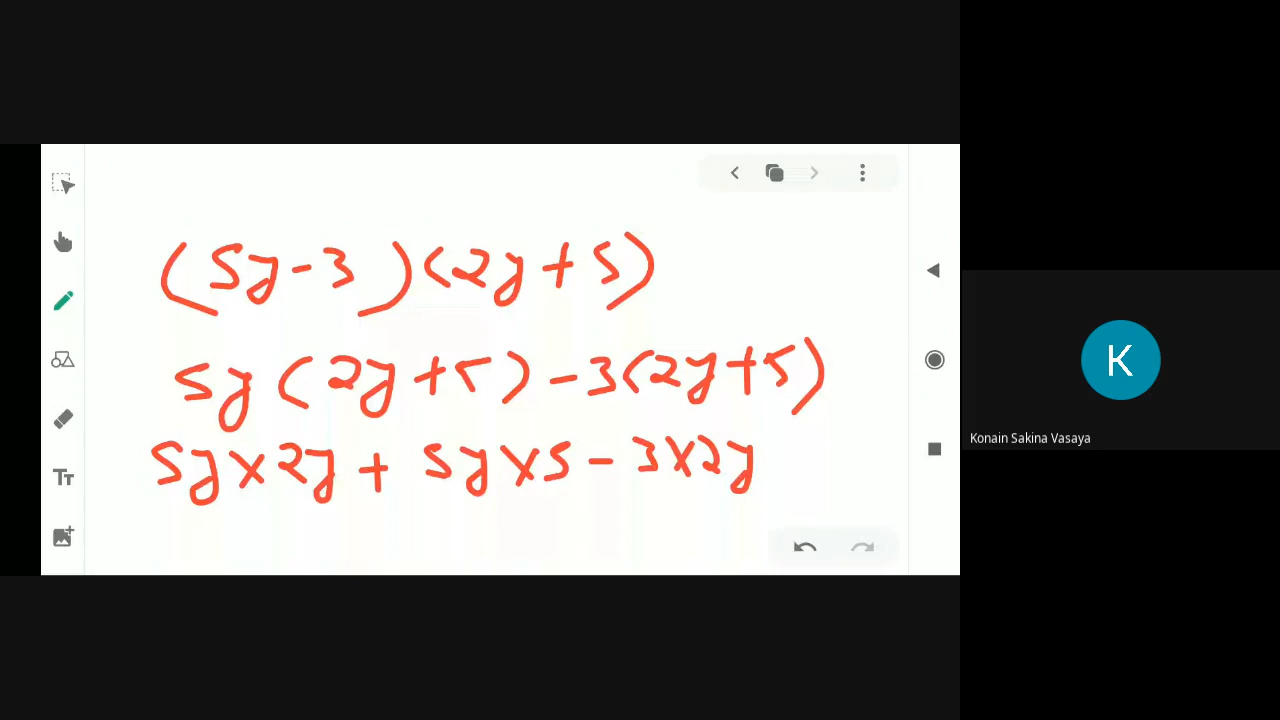 (5y-3)(2y+5)
5y(2y+5)-3(2y+5)
5y×2y+5y×5-3×2y
Tт
K
Konain Sakina Vasaya